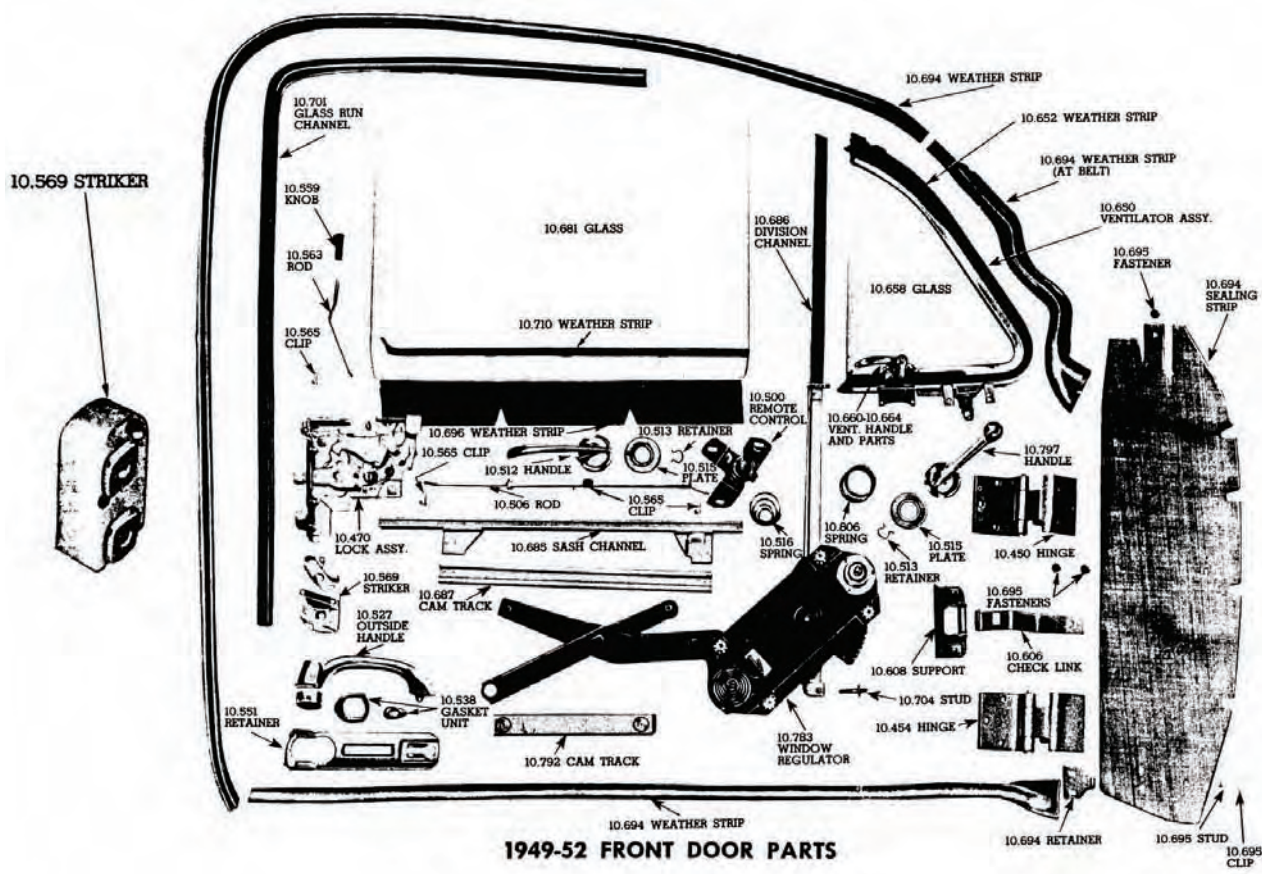 10.694 WEATHER STRIP
10.701
GLASS RUN
CHANNEL
10.652 WEATHER STRIP
10.694 WEATHER STRIP
(AT BELT)
10.569 STRIKER
10.559
KNOB
10.650
VENTILATOR ASSY.
10.681 GLASS
10.686
DIVISION
CHANNEL
10.563
ROD
10.695
FASTENER
10.658 GLASS
10.694
SEALING
STRIP
10.565
CLIP
10.710 WEATHER STRIP
10.500
REMOTE
CONTROL
10.660-10.664
VENT. HANDLE
AND PARTS
10.696 WEATHER STRIP
10.513 RETAINER
10.565 CLIP
10.512 HANDLE
10.515
PLATE
10.797
HANDLE
10.506 ROD
10.565
CLIP
10.470
LOCK ASSY.
10.685 SASH CHANNEL
10.516
SPRING
10.806
SPRING
10.515
PLATE
10.450 HINGE
10.513
RETAINER
10.569
STRIKER
10.687
CAM TRACK
10.695
FASTENERS
10.527
OUTSIDE
HANDLE
10.608 SUPPORT
10.606
CHECK LINK
10.538
GASKET
UNIT
10.704 STUD
10.551
RETAINER
10.454 HINGE
10.783
WINDOW
REGULATOR
10.792 CAM TRACK
10.694 WEATHER STRIP
10.694 RETAINER
10.695 STUD
10.695
CLIP
1949-52 FRONT DOOR PARTS